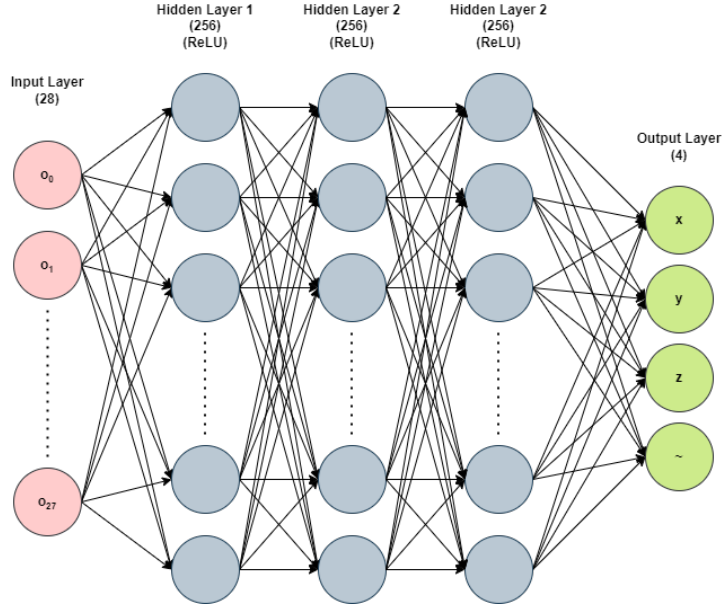 Hidden Layer 1
(256)
(ReLU)
Hidden Layer 2
(256)
(ReLU)
Hidden Layer 2
(256)
(ReLU)
Input Layer
(28)
Output Layer
(4)
o0
o1
o27
x
y
z
~